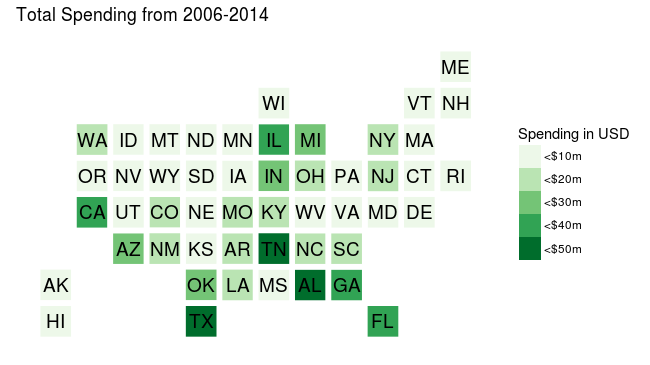 Total Spending from 2006-2014
ME
WI VT NH
WA ID MT ND MN IL MI NY MA
OR NV WY SD IA IN OH PA NJ CT RI
CA UT CO NE MO KY WV VA MD DE
AZ NM KS AR TN NC SC
AK OK LA MS AL GA
HI TX FL
Spending in USD
<$10m
<$20m
<$30m
<$40m
<$50m